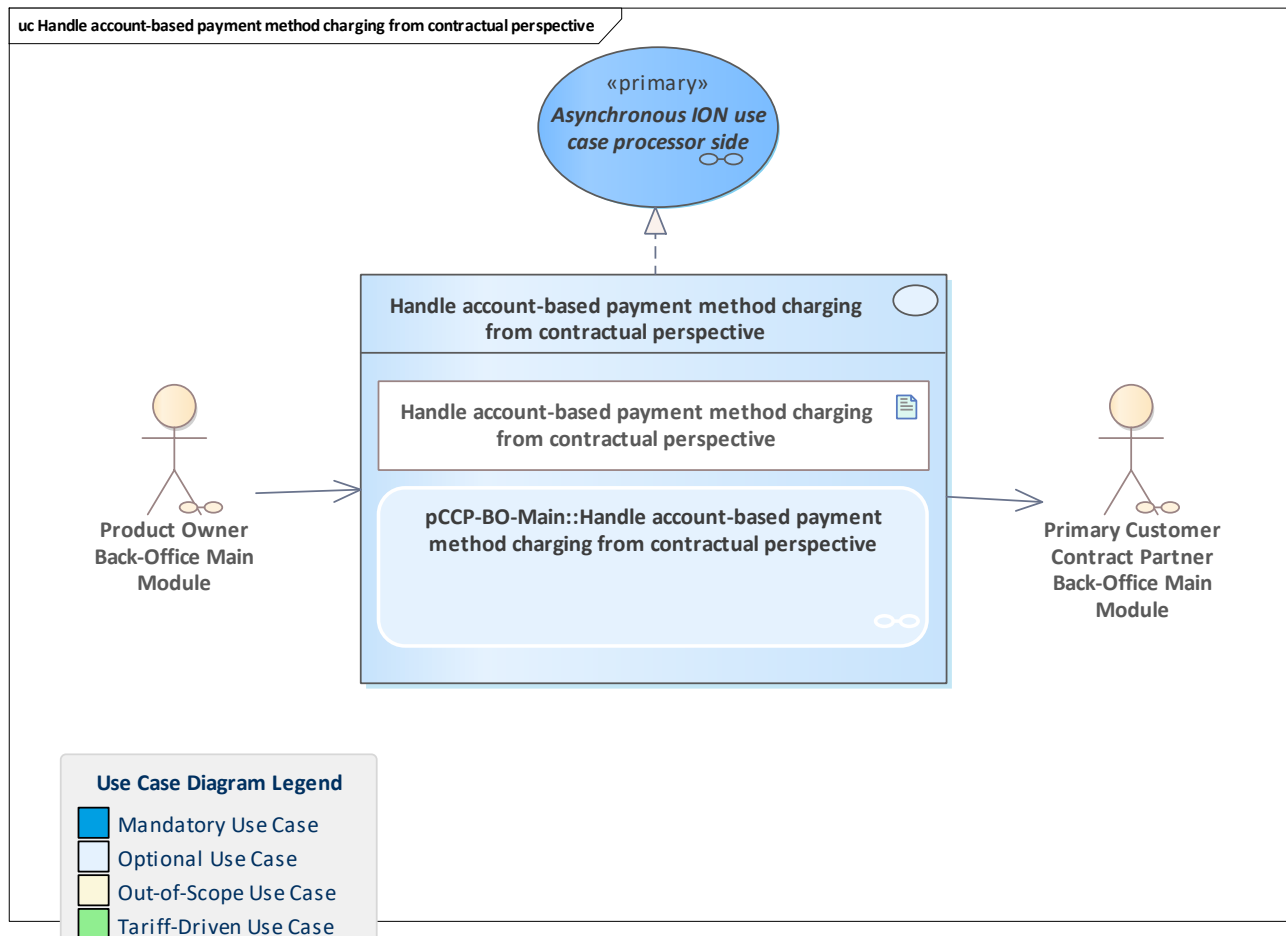 uc Handle account-based payment method charging from contractual perspective
«primary»
Asynchronous ION use
case processor side
Handle account-based payment method charging
from contractual perspective
Handle account-based payment method charging
from contractual perspective
pCCP-BO-Main::Handle account-based payment
method charging from contractual perspective
Product Owner
Back-Office Main
Module
Primary Customer
Contract Partner
Back-Office Main
Module
Use Case Diagram Legend
Mandatory Use Case
Optional Use Case
Out-of-Scope Use Case
Tariff-Driven Use Case